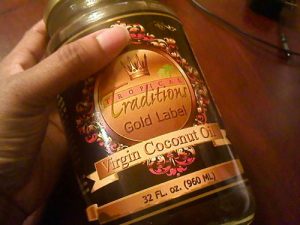 TROPICAL
Traditions
Gold Label
Virgin Coconut Oil
32 FL. oz. (960 ML)